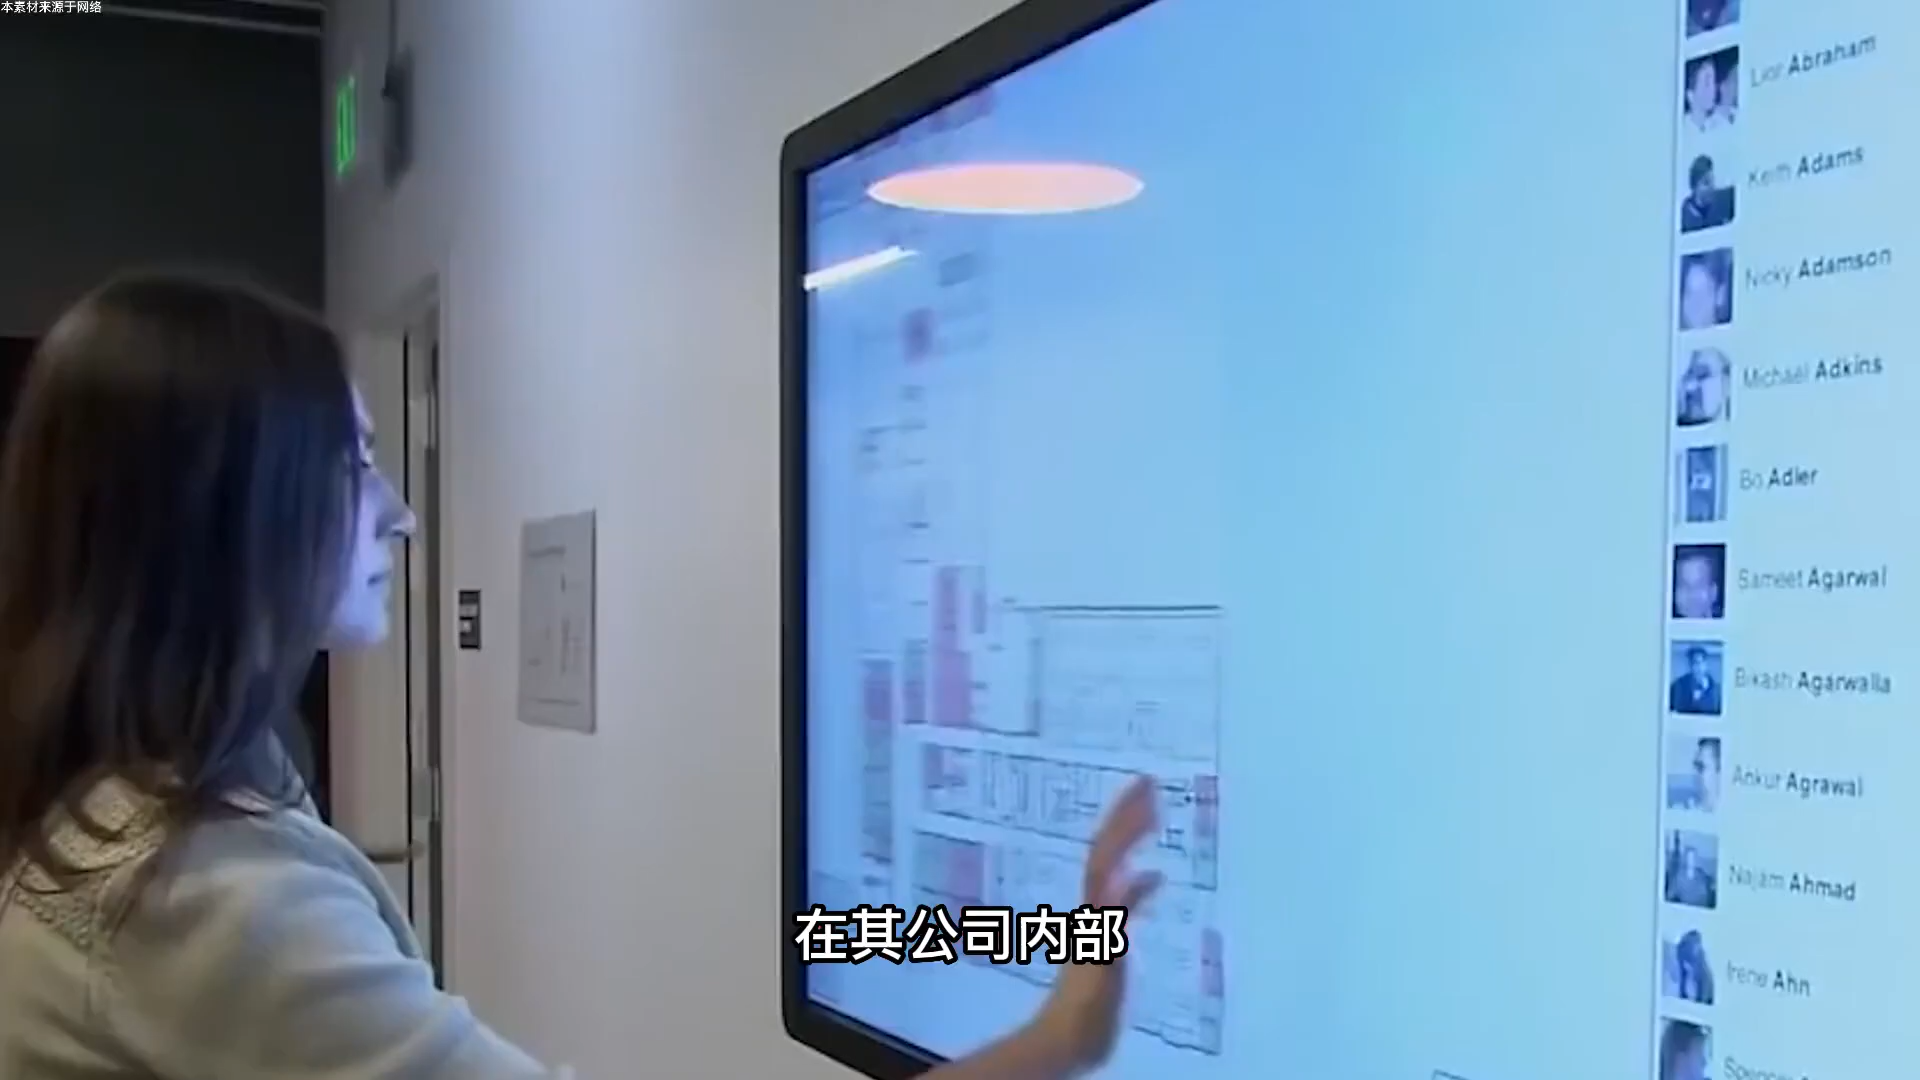 本素材来源于网络
Lior Abraham
Keith Adams
Nicky Adamson
Michael Adkins
Bo Adler
Sameet Agarwal
Bikash Agarwalla
Ankur Agrawal
Najam Ahmad
在其公司内部
Irene Ahn